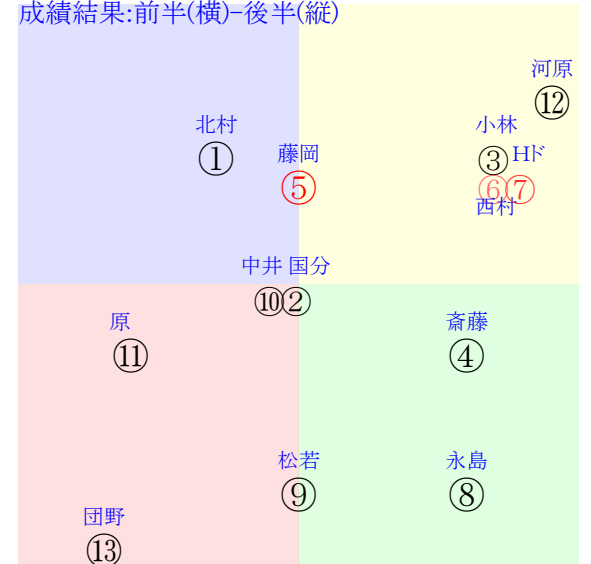 成績結果:前半(横)-後半(縦)
河原
⑫
北村
小林
①
藤岡
③
Hド
⑤
⑥⑦
西村
中井 国分
⑩②
原
斎藤
⑪
④
松若
永島
⑨
⑧
団野
⑬